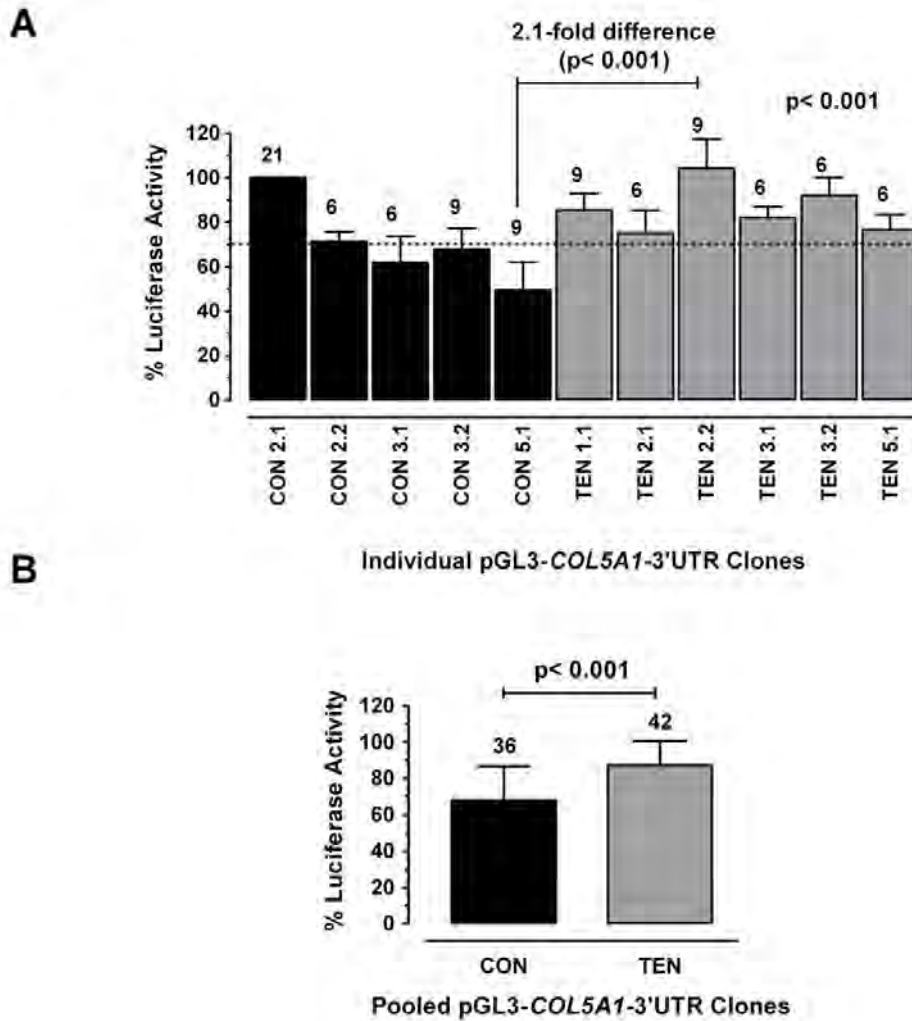 A
2.1-fold difference
(p< 0.001)
p< 0.001
% Luciferase Activity
120
100
80
60
40
20
0
21
6
6
9
9
9
6
9
6
6
6
CON 2.1
CON 2.2
CON 3.1
CON 3.2
CON 5.1
TEN 1.1
TEN 2.1
TEN 2.2
TEN 3.1
TEN 3.2
TEN 5.1
Individual pGL3-COL5A1-3'UTR Clones
B
p< 0.001
% Luciferase Activity
120
100
80
60
40
20
0
36
42
CON
TEN
Pooled pGL3-COL5A1-3'UTR Clones